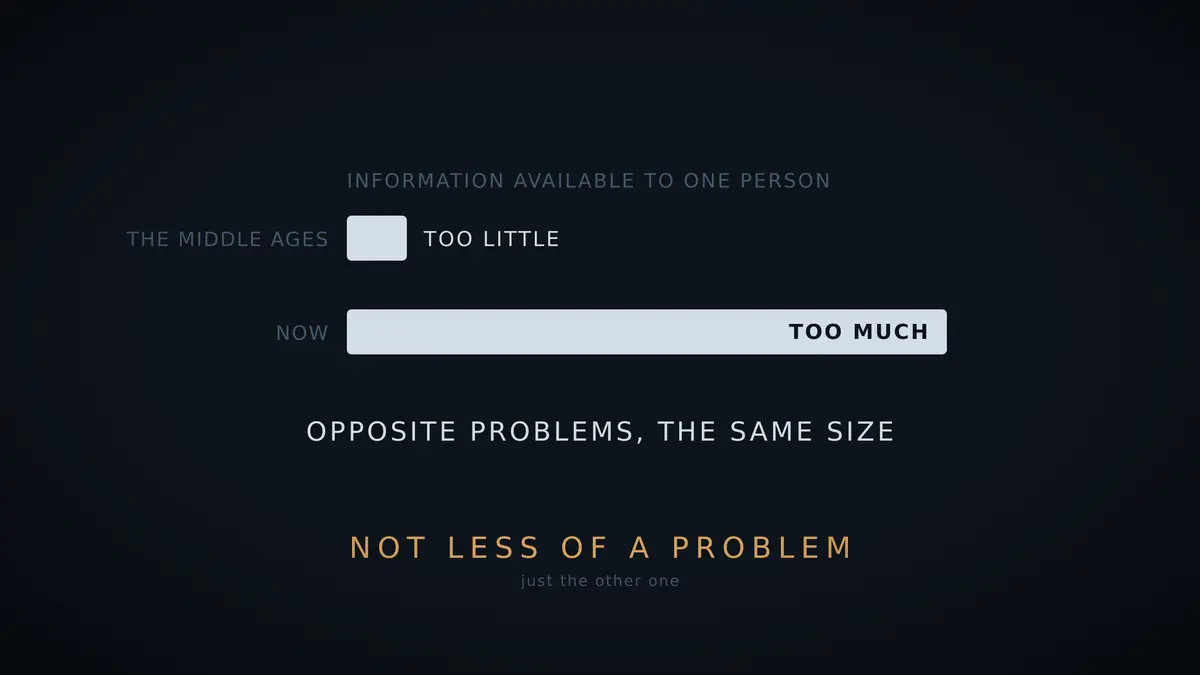 INFORMATION AVAILABLE TO ONE PERSON
THE MIDDLE AGES TOO LITTLE
NOW TOO MUCH
OPPOSITE PROBLEMS, THE SAME SIZE
NOT LESS OF A PROBLEM
just the other one